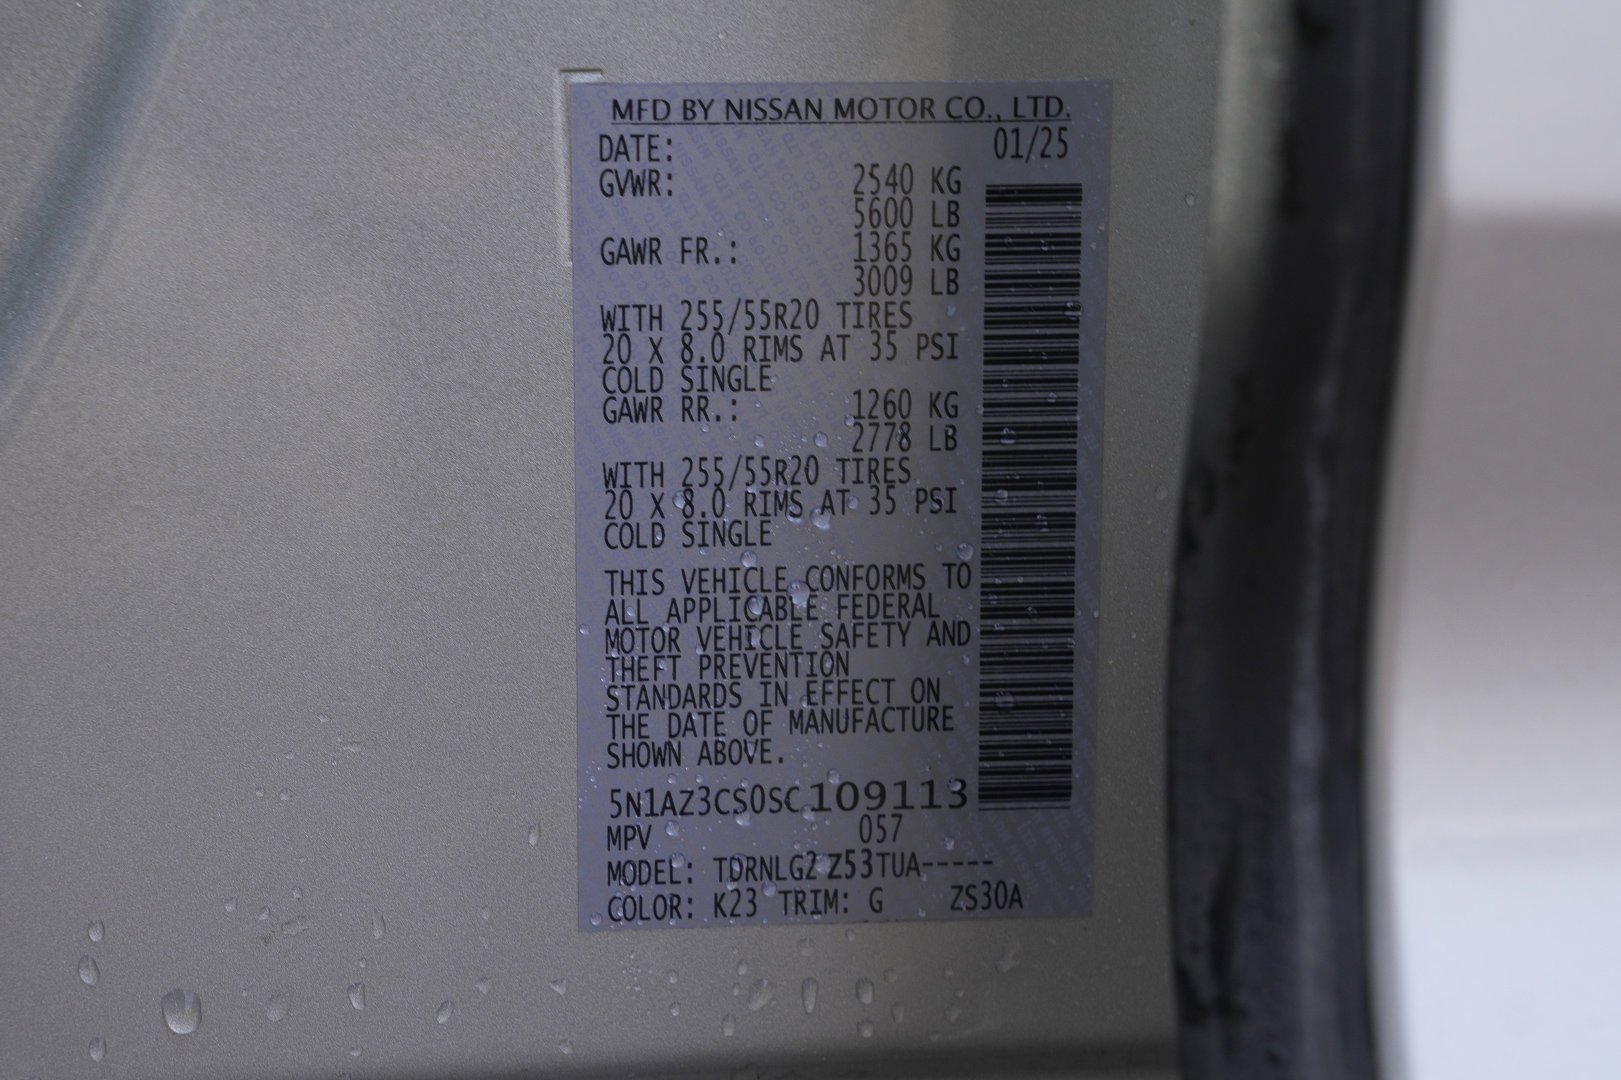 MFD BY NISSAN MOTOR CO., LTD.
DATE: 01/25
GVWR: 2540 KG
5600 LB
GAWR FR.: 1365 KG
3009 LB
WITH 255/55R20 TIRES
20 X 8.0 RIMS AT 35 PSI
COLD SINGLE
GAWR RR.: 1260 KG
2778 LB
WITH 255/55R20 TIRES
20 X 8.0 RIMS AT 35 PSI
COLD SINGLE
THIS VEHICLE CONFORMS TO
ALL APPLICABLE FEDERAL
MOTOR VEHICLE SAFETY AND
THEFT PREVENTION
STANDARDS IN EFFECT ON
THE DATE OF MANUFACTURE
SHOWN ABOVE.
5N1AZ3CS0SC109113
MPV 057
MODEL: TDRNLG2 Z53TUA-----
COLOR: K23 TRIM: G ZS30A